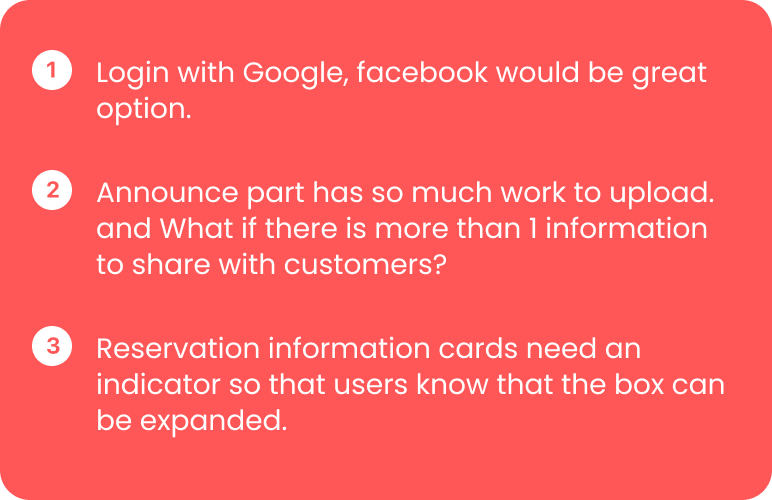 1
Login with Google, facebook would be great
option.
2
Announce part has so much work to upload.
and What if there is more than 1 information
to share with customers?
3
Reservation information cards need an
indicator so that users know that the box can
be expanded.